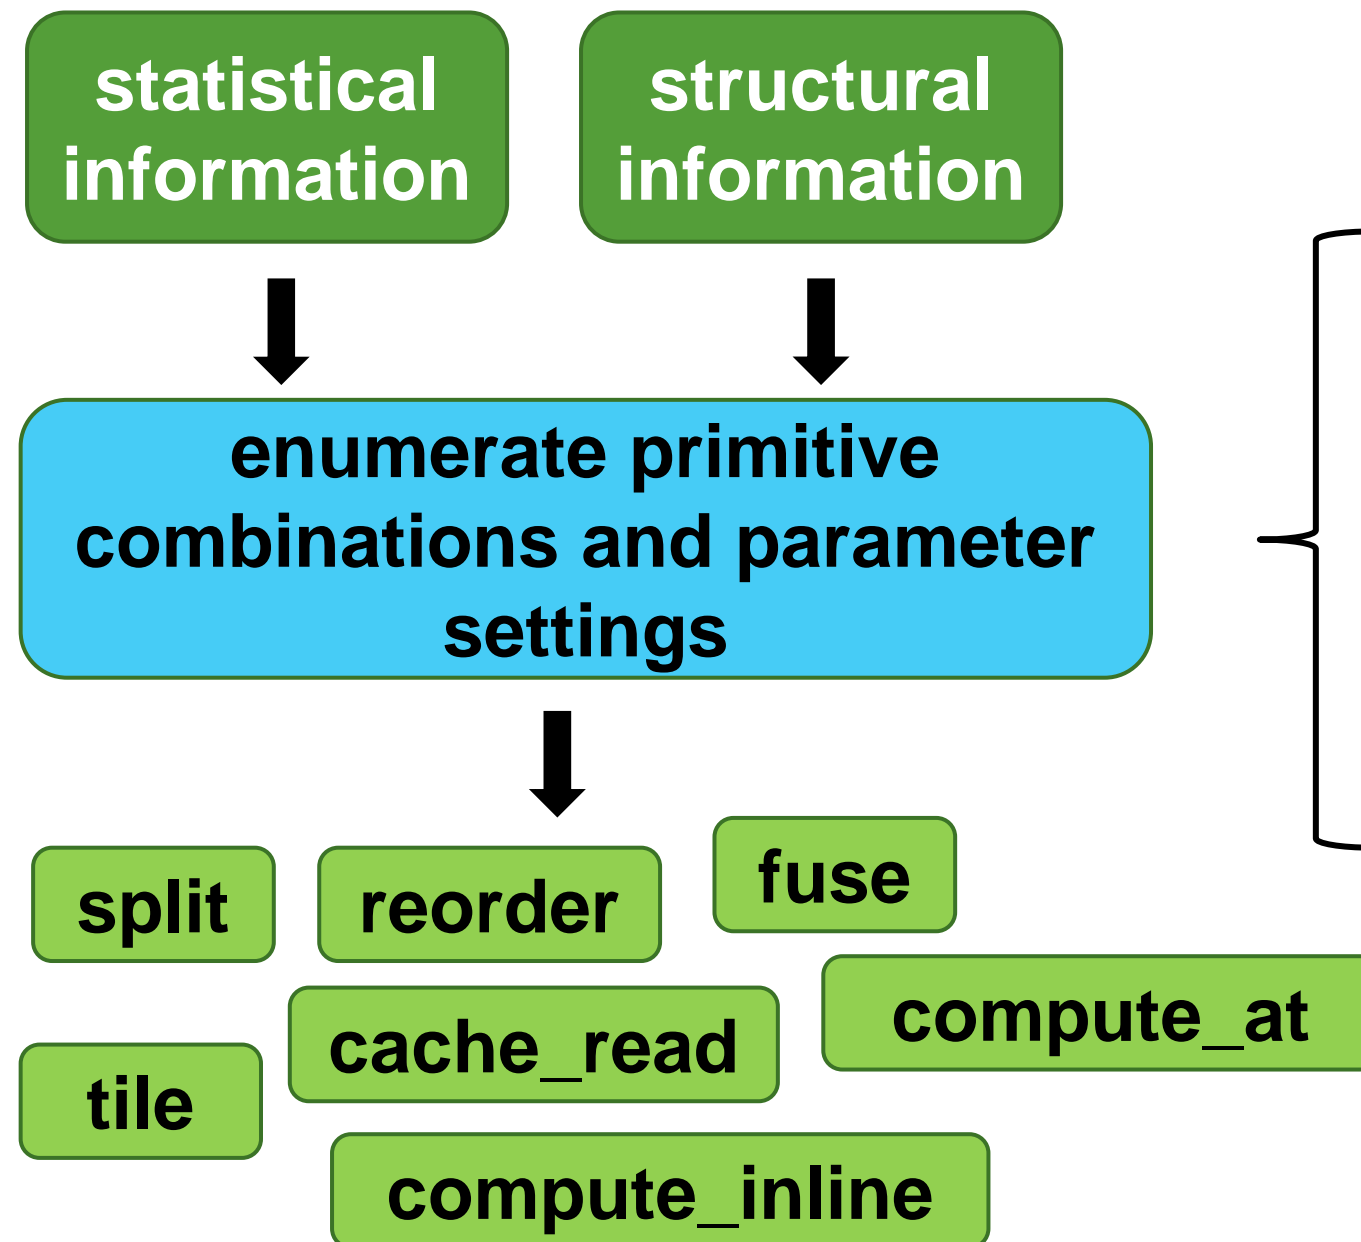 statistical
information
structural
information
enumerate primitive
combinations and parameter
settings
split
reorder
fuse
cache_read
compute_at
tile
compute_inline